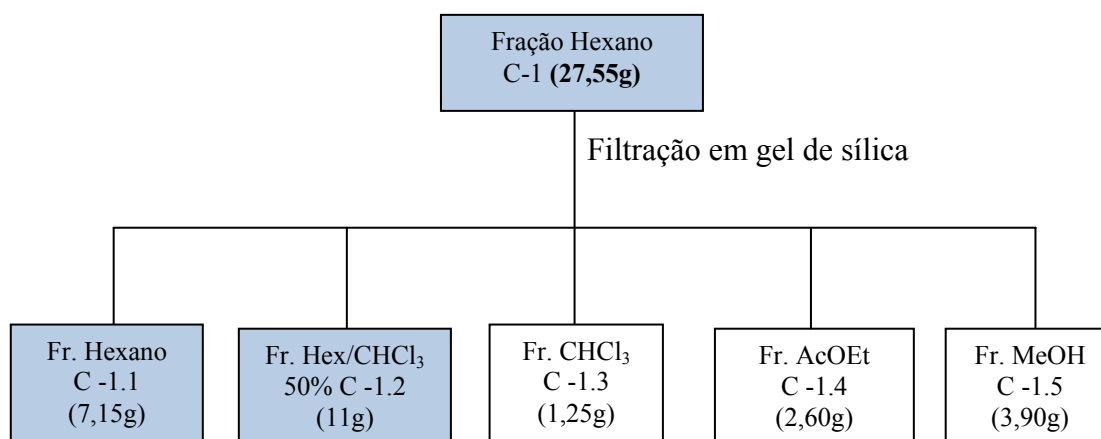 Fração Hexano
C-1 (27,55g)
Filtração em gel de sílica
Fr. Hexano
C -1.1
(7,15g)
Fr. Hex/CHCl₃
50% C -1.2
(11g)
Fr. CHCl₃
C -1.3
(1,25g)
Fr. AcOEt
C -1.4
(2,60g)
Fr. MeOH
C -1.5
(3,90g)